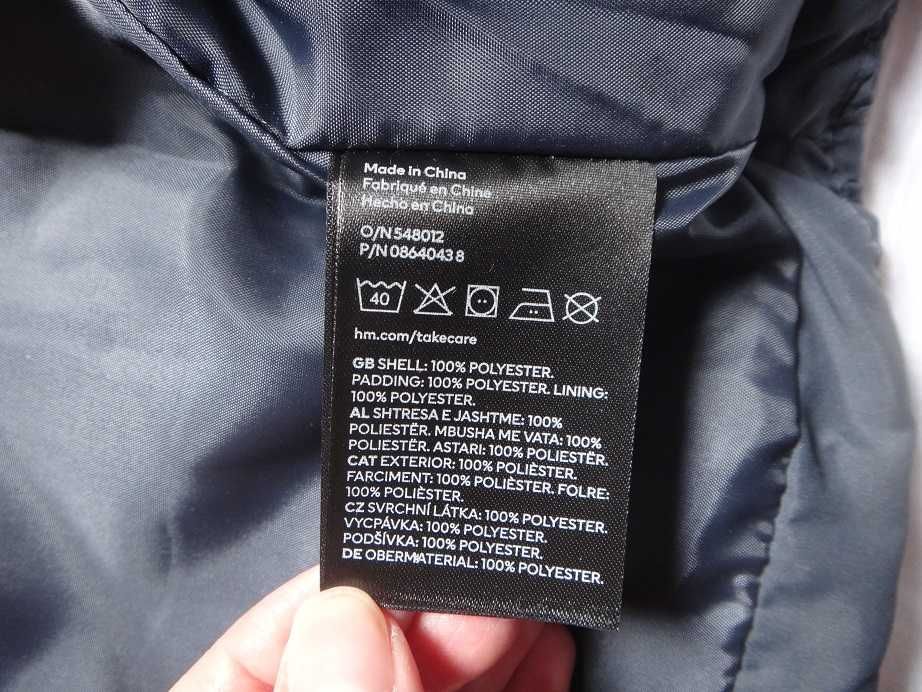 Made in China
Fabriqué en Chine
Hecho en China
O/N 548012
P/N 0864043 8
40
hm.com/takecare
GB SHELL: 100% POLYESTER.
PADDING: 100% POLYESTER. LINING:
100% POLYESTER.
AL SHTRESA E JASHTME: 100%
POLIESTËR. MBUSHA ME VATA: 100%
POLIESTËR. ASTARI: 100% POLIESTËR.
CAT EXTERIOR: 100% POLIÈSTER.
FARCIMENT: 100% POLIÈSTER. FOLRE:
100% POLIÈSTER.
CZ SVRCHNÍ LÁTKA: 100% POLYESTER.
VYCPÁVKA: 100% POLYESTER.
PODŠÍVKA: 100% POLYESTER.
DE OBERMATERIAL: 100% POLYESTER.